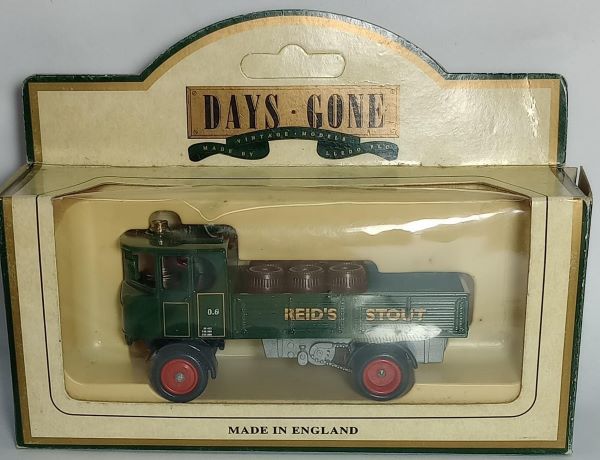 DAYS · GONE
VINTAGE · MODELS
MADE BY LLEDO PLC
0.6
REID'S STOUT
MADE IN ENGLAND